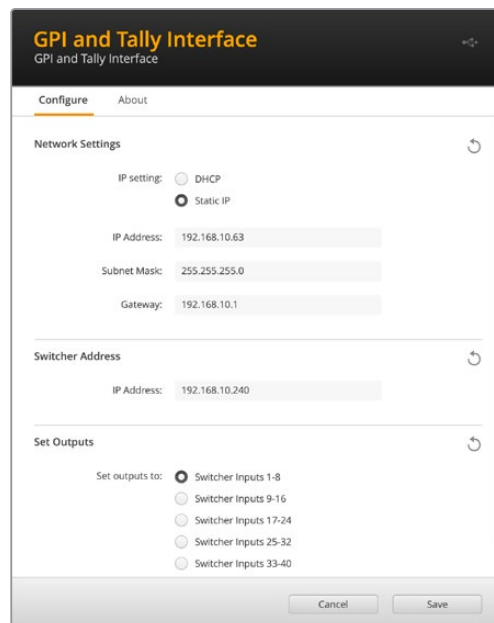 GPI and Tally Interface
GPI and Tally Interface
Configure About
Network Settings
IP setting: DHCP
Static IP
IP Address: 192.168.10.63
Subnet Mask: 255.255.255.0
Gateway: 192.168.10.1
Switcher Address
IP Address: 192.168.10.240
Set Outputs
Set outputs to: Switcher Inputs 1-8
Switcher Inputs 9-16
Switcher Inputs 17-24
Switcher Inputs 25-32
Switcher Inputs 33-40
Cancel Save